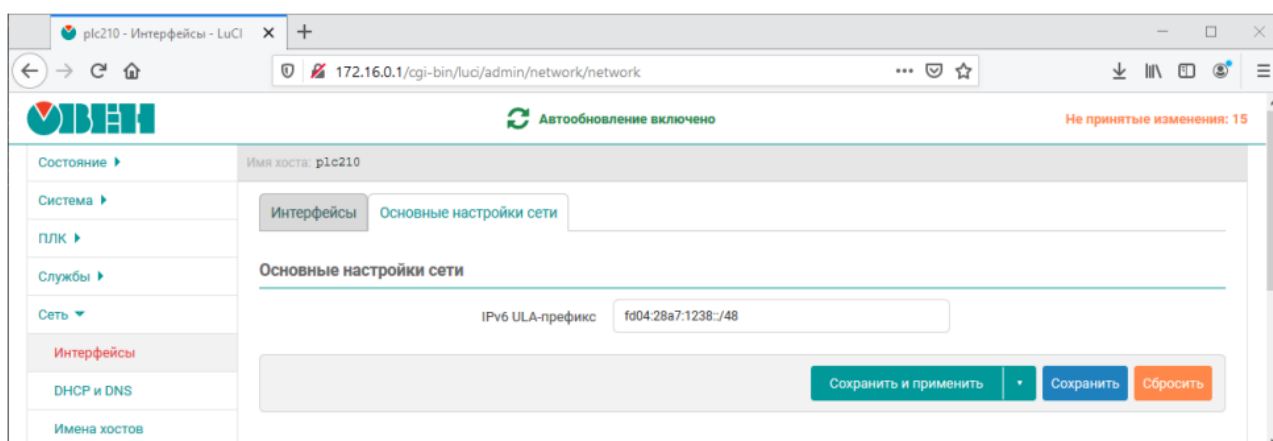 plc210 - Интерфейсы - LuCI
172.16.0.1/cgi-bin/luci/admin/network/network
ОВЕН
Автообновление включено
Не принятые изменения: 15
Состояние
Имя хоста: plc210
Система
Интерфейсы
Основные настройки сети
ПЛК
Службы
Основные настройки сети
Сеть
IPv6 ULA-префикс
fd04:28a7:1238::/48
Интерфейсы
Сохранить и применить
Сохранить
Сбросить
DHCP и DNS
Имена хостов